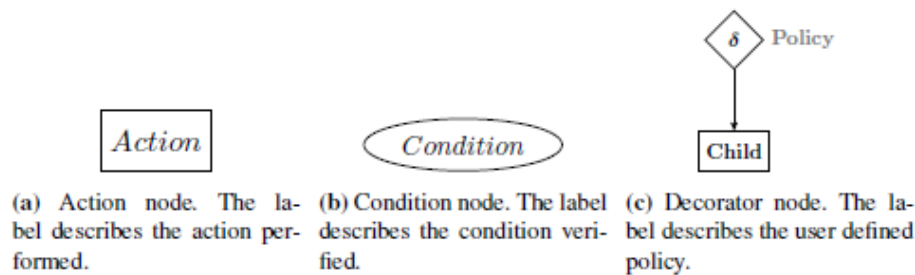 δ Policy
Action
Condition
Child
(a) Action node. The la-
bel describes the action per-
formed.
(b) Condition node. The label
describes the condition veri-
fied.
(c) Decorator node. The la-
bel describes the user defined
policy.